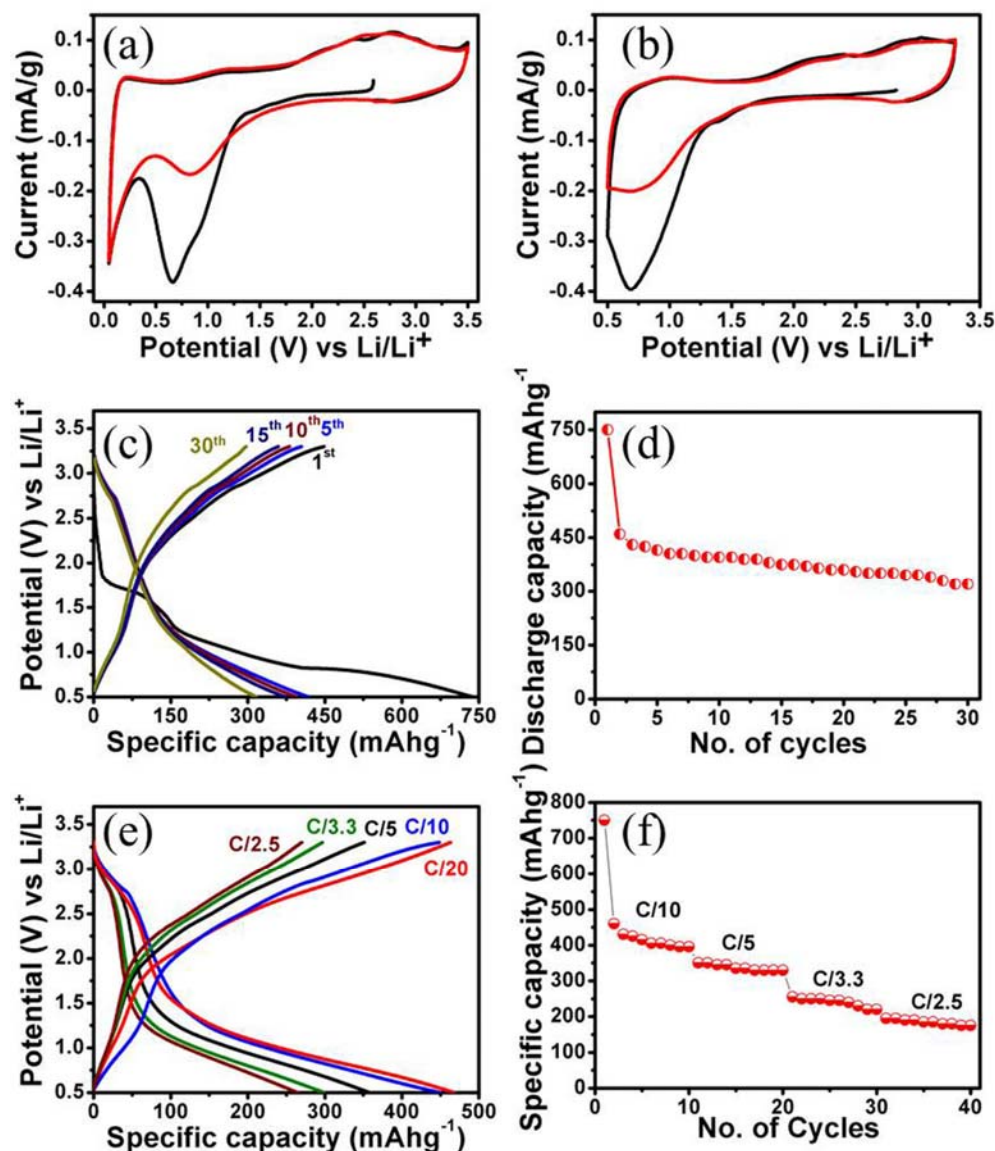 (a)
Current (mA/g)
0.1
0.0
-0.1
-0.2
-0.3
-0.4
0.0 0.5 1.0 1.5 2.0 2.5 3.0 3.5
Potential (V) vs Li/Li⁺
(b)
Current (mA/g)
0.1
0.0
-0.1
-0.2
-0.3
-0.4
0.5 1.0 1.5 2.0 2.5 3.0 3.5
Potential (V) vs Li/Li⁺
(c)
Potential (V) vs Li/Li⁺
3.5
3.0
2.5
2.0
1.5
1.0
0.5
30ᵗʰ 15ᵗʰ 10ᵗʰ 5ᵗʰ
1ˢᵗ
0 150 300 450 600 750
Specific capacity (mAhg⁻¹)
(d)
Discharge capacity (mAhg⁻¹)
750
600
450
300
150
0
0 5 10 15 20 25 30
No. of cycles
(e)
Potential (V) vs Li/Li⁺
3.5
3.0
2.5
2.0
1.5
1.0
0.5
C/2.5 C/3.3 C/5 C/10
C/20
0 100 200 300 400 500
Specific capacity (mAhg⁻¹)
(f)
Specific capacity (mAhg⁻¹)
800
700
600
500
400
300
200
100
0
C/10
C/5
C/3.3
C/2.5
0 10 20 30 40
No. of Cycles